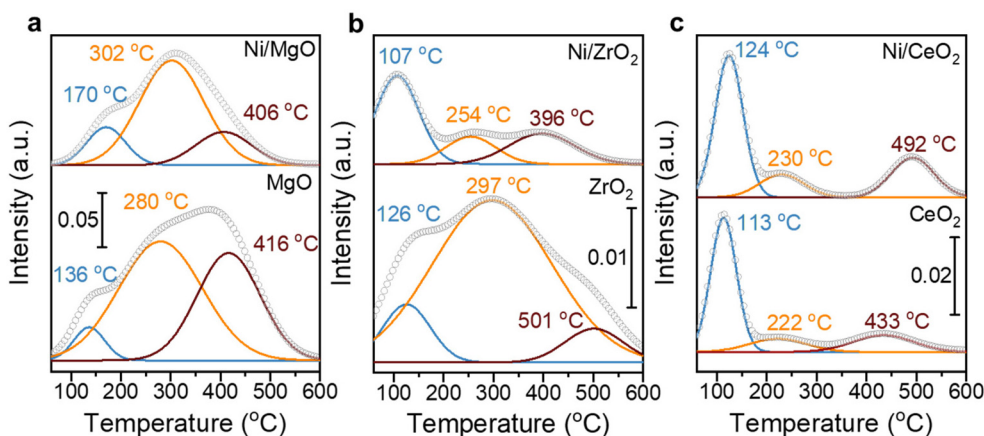 a
Ni/MgO
302 °C
170 °C
406 °C
MgO
280 °C
0.05
416 °C
136 °C
Intensity (a.u.)
100 200 300 400 500 600
Temperature (°C)
b
Ni/ZrO₂
107 °C
254 °C
396 °C
ZrO₂
297 °C
126 °C
0.01
501 °C
Intensity (a.u.)
100 200 300 400 500 600
Temperature (°C)
c
Ni/CeO₂
124 °C
230 °C
492 °C
CeO₂
113 °C
0.02
222 °C
433 °C
Intensity (a.u.)
100 200 300 400 500 600
Temperature (°C)